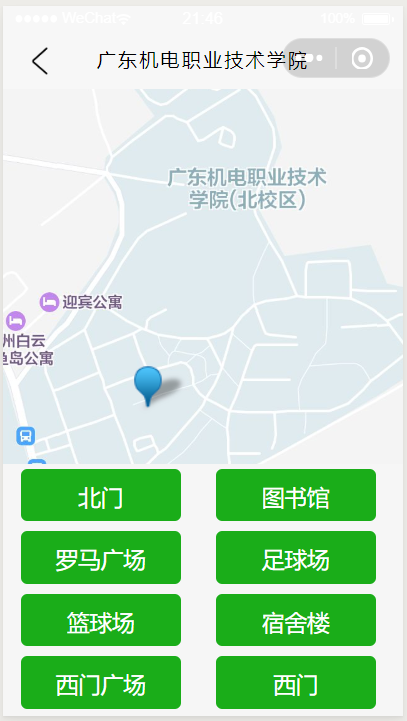 WeChat
21:46
100%
广东机电职业技术学院
广东机电职业技术
学院(北校区)
迎宾公寓
州白云
鱼岛公寓
北门
图书馆
罗马广场
足球场
篮球场
宿舍楼
西门广场
西门